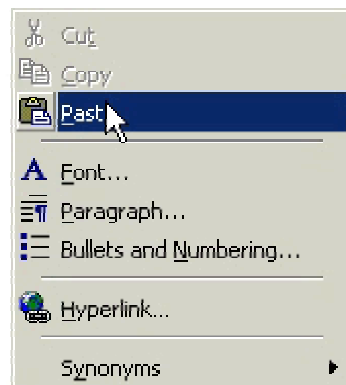 Cut
Copy
Past
Font...
Paragraph...
Bullets and Numbering...
Hyperlink...
Synonyms